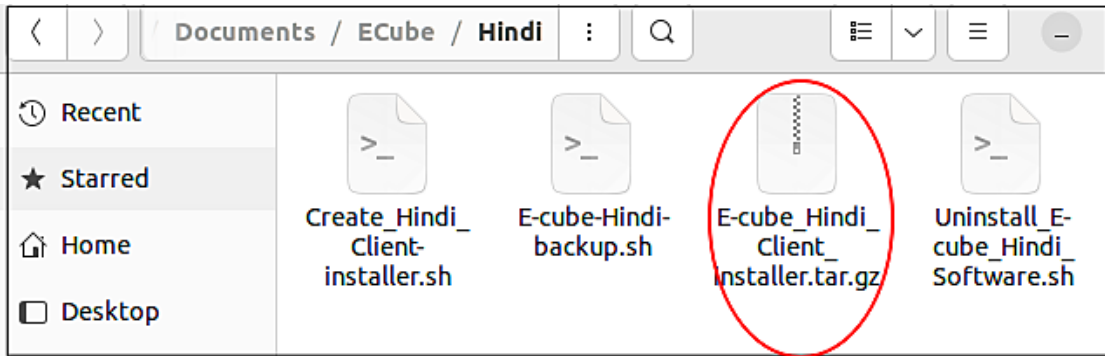 Documents / ECube / Hindi
Recent
Starred
Home
Desktop
>_
Create_Hindi_
Client-
installer.sh
>_
E-cube-Hindi-
backup.sh
E-cube_Hindi_
Client_
installer.tar.gz
>_
Uninstall_E-
cube_Hindi_
Software.sh